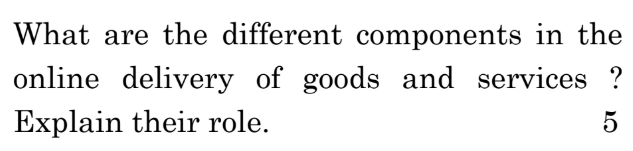 What are the different components in the
online delivery of goods and services ?
Explain their role. 5